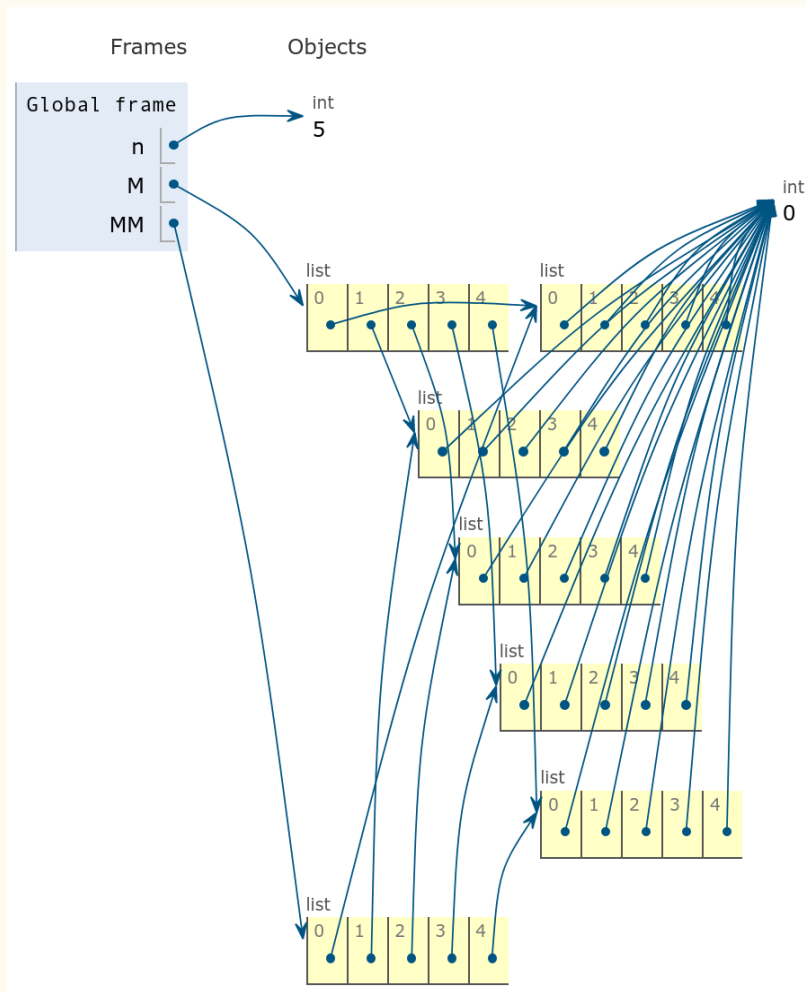 Frames Objects
Global frame
int
n 5
M
int
MM 0
list list
0 1 2 3 4 0 1 2 3 4
list
0 1 2 3 4
list
0 1 2 3 4
list
0 1 2 3 4
list
0 1 2 3 4
list
0 1 2 3 4